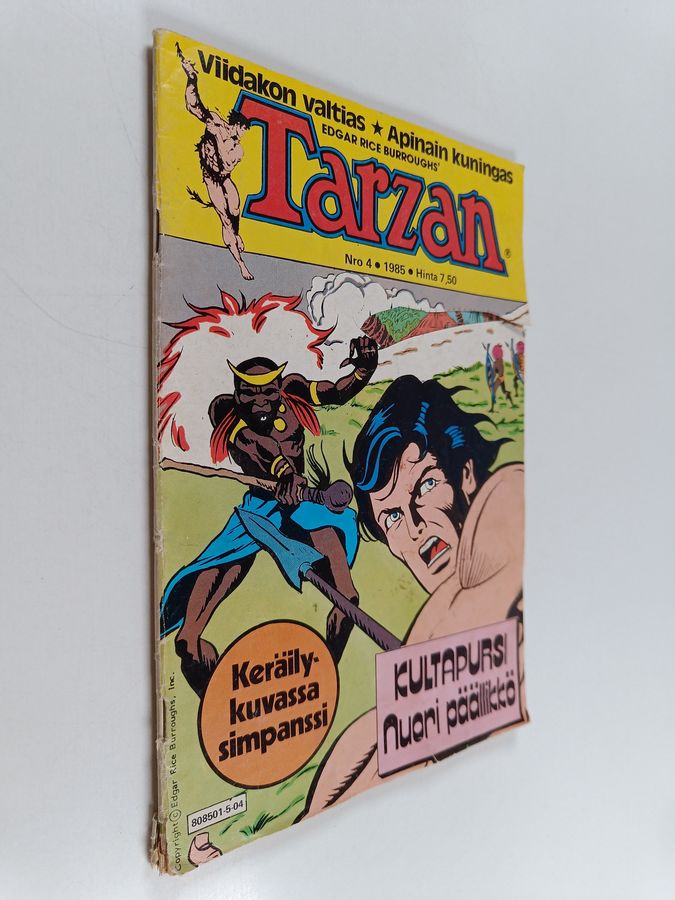 Viidakon valtias ★ Apinain kuningas
EDGAR RICE BURROUGHS'
Tarzan®
Nro 4 • 1985 • Hinta 7,50
Keräily-
kuvassa
simpanssi
KULTAPURSI
Nuori päällikkö
808501-5-04
Copyright © Edgar Rice Burroughs, Inc.